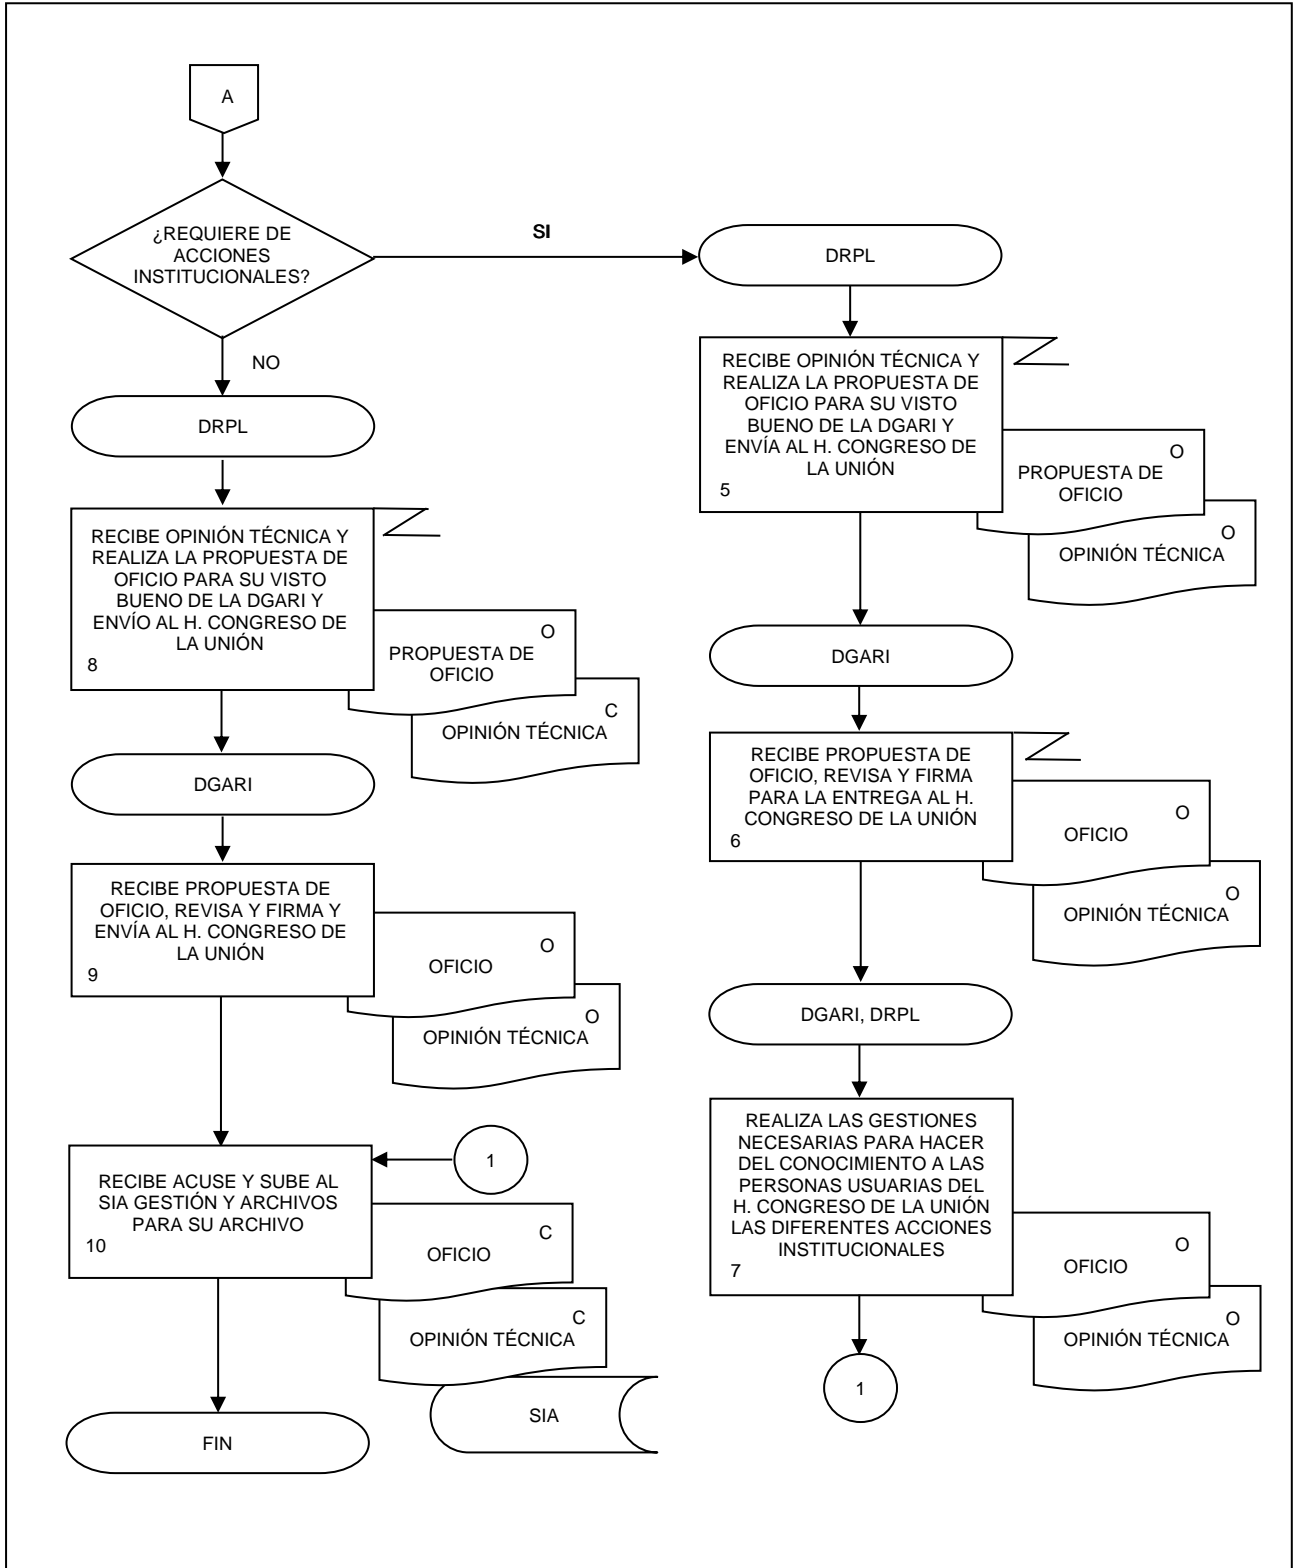 A
¿REQUIERE DE
ACCIONES
INSTITUCIONALES?
SI
NO
DRPL
RECIBE OPINIÓN TÉCNICA Y
REALIZA LA PROPUESTA DE
OFICIO PARA SU VISTO
BUENO DE LA DGARI Y
ENVÍO AL H. CONGRESO DE
LA UNIÓN
8
O
PROPUESTA DE
OFICIO
C
OPINIÓN TÉCNICA
DGARI
RECIBE PROPUESTA DE
OFICIO, REVISA Y FIRMA Y
ENVÍA AL H. CONGRESO DE
LA UNIÓN
9
O
OFICIO
O
OPINIÓN TÉCNICA
1
RECIBE ACUSE Y SUBE AL
SIA GESTIÓN Y ARCHIVOS
PARA SU ARCHIVO
10
C
OFICIO
C
OPINIÓN TÉCNICA
SIA
FIN
DRPL
RECIBE OPINIÓN TÉCNICA Y
REALIZA LA PROPUESTA DE
OFICIO PARA SU VISTO
BUENO DE LA DGARI Y
ENVÍA AL H. CONGRESO DE
LA UNIÓN
5
O
PROPUESTA DE
OFICIO
O
OPINIÓN TÉCNICA
DGARI
RECIBE PROPUESTA DE
OFICIO, REVISA Y FIRMA
PARA LA ENTREGA AL H.
CONGRESO DE LA UNIÓN
6
O
OFICIO
O
OPINIÓN TÉCNICA
DGARI, DRPL
REALIZA LAS GESTIONES
NECESARIAS PARA HACER
DEL CONOCIMIENTO A LAS
PERSONAS USUARIAS DEL
H. CONGRESO DE LA UNIÓN
LAS DIFERENTES ACCIONES
INSTITUCIONALES
7
O
OFICIO
O
OPINIÓN TÉCNICA
1